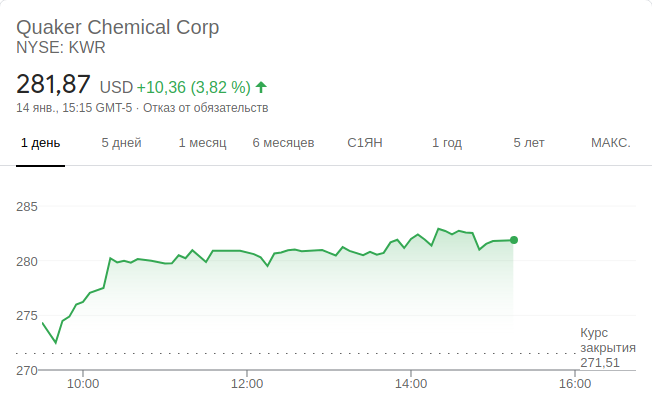 Quaker Chemical Corp
NYSE: KWR
281,87 USD +10,36 (3,82 %)
14 янв., 15:15 GMT-5 · Отказ от обязательств
1 день 5 дней 1 месяц 6 месяцев С1ЯН 1 год 5 лет МАКС.
285
280
275
270
Курс
закрытия
271,51
10:00 12:00 14:00 16:00